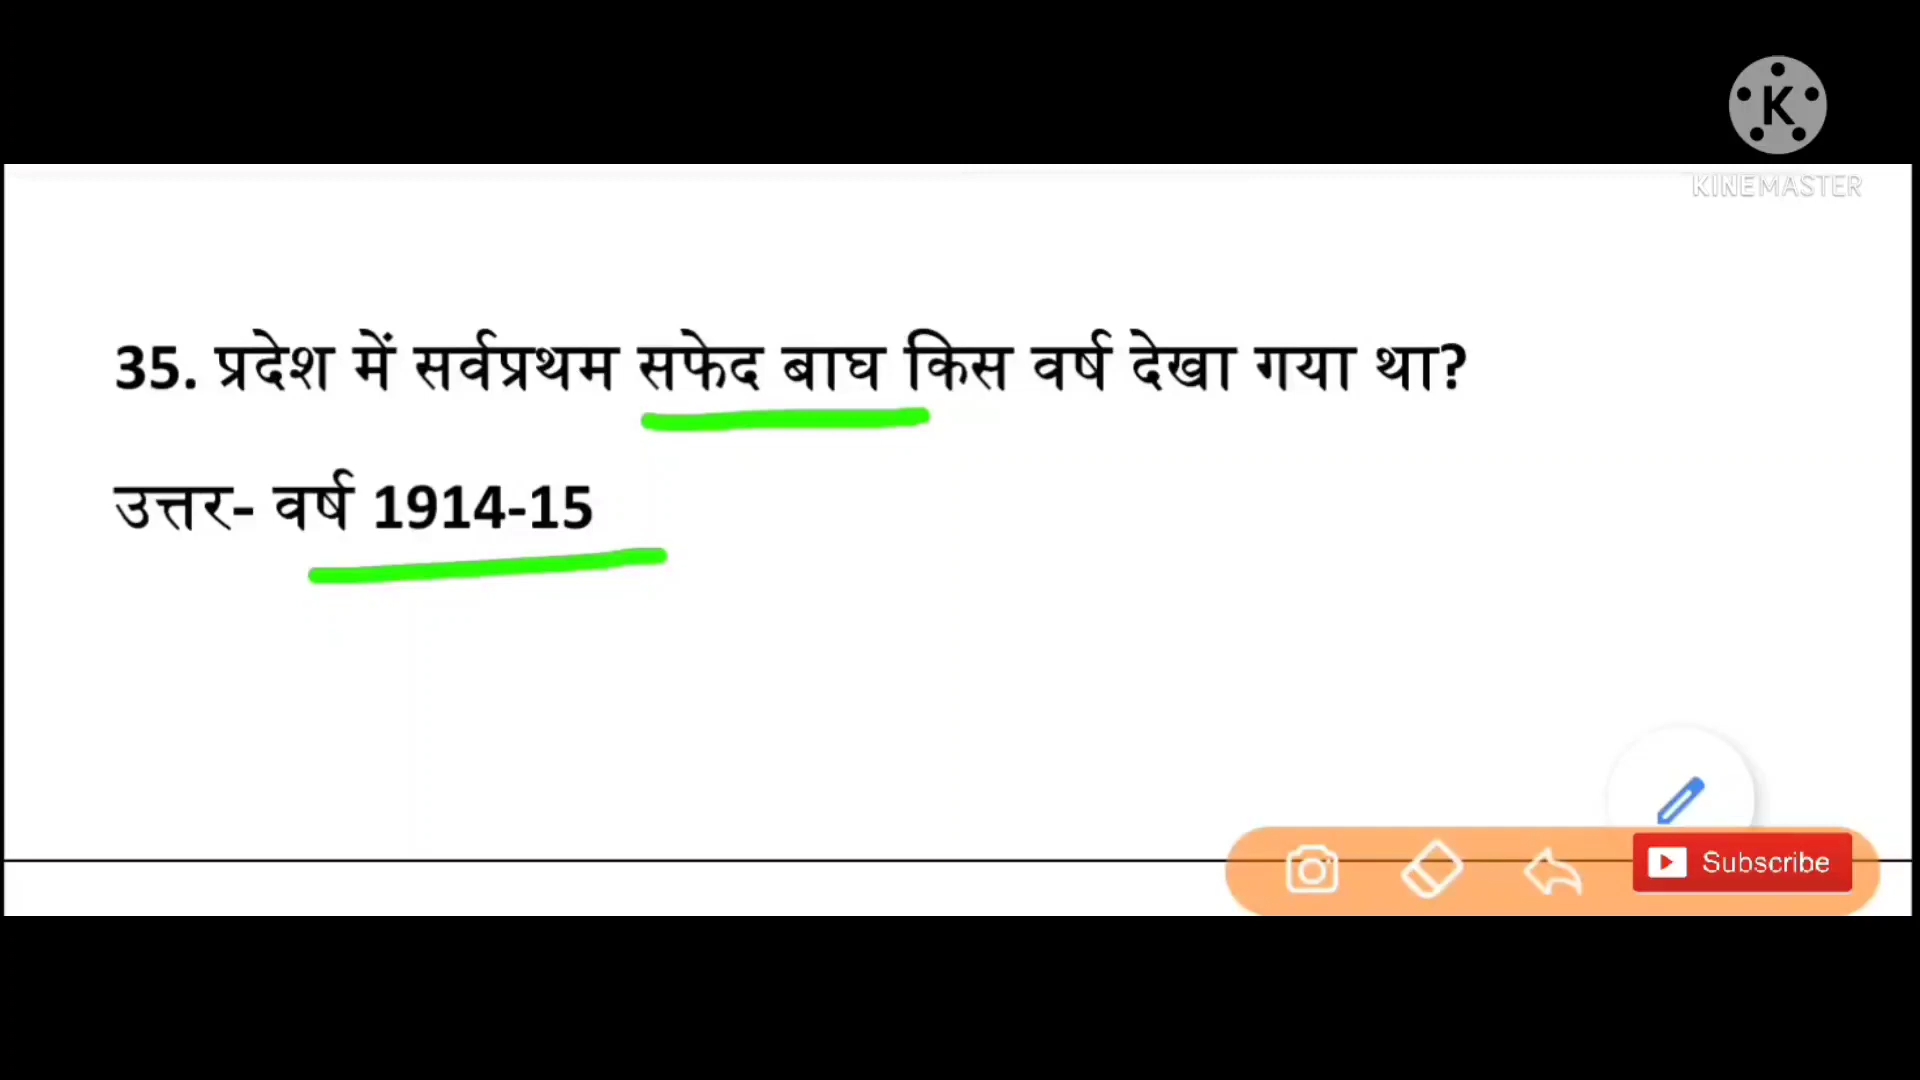 K
KINEMASTER
35. प्रदेश में सर्वप्रथम सफेद बाघ किस वर्ष देखा गया था?
उत्तर- वर्ष 1914-15
Subscribe